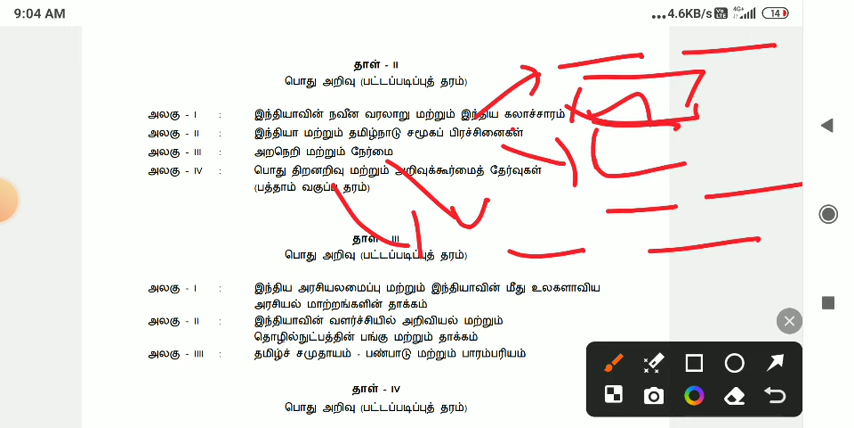 9:04 AM ...4.6KB/s Vo LTE 4G+ 14
தாள் - II
பொது அறிவு (பட்டப்படிப்புத் தரம்)
அலகு - I : இந்தியாவின் நவீன வரலாறு மற்றும் இந்திய கலாச்சாரம்
அலகு - II : இந்தியா மற்றும் தமிழ்நாடு சமூகப் பிரச்சினைகள்
அலகு - III : அறநெறி மற்றும் நேர்மை
அலகு - IV : பொது திறனறிவு மற்றும் அறிவுக்கூர்மைத் தேர்வுகள்
(பத்தாம் வகுப்பு தரம்)
தாள் - III
பொது அறிவு (பட்டப்படிப்புத் தரம்)
அலகு - I : இந்திய அரசியலமைப்பு மற்றும் இந்தியாவின் மீது உலகளாவிய
அரசியல் மாற்றங்களின் தாக்கம்
அலகு - II : இந்தியாவின் வளர்ச்சியில் அறிவியல் மற்றும்
தொழில்நுட்பத்தின் பங்கு மற்றும் தாக்கம்
அலகு - IIII : தமிழ்ச் சமுதாயம் - பண்பாடு மற்றும் பாரம்பரியம்
தாள் - IV
பொது அறிவு (பட்டப்படிப்புத் தரம்)